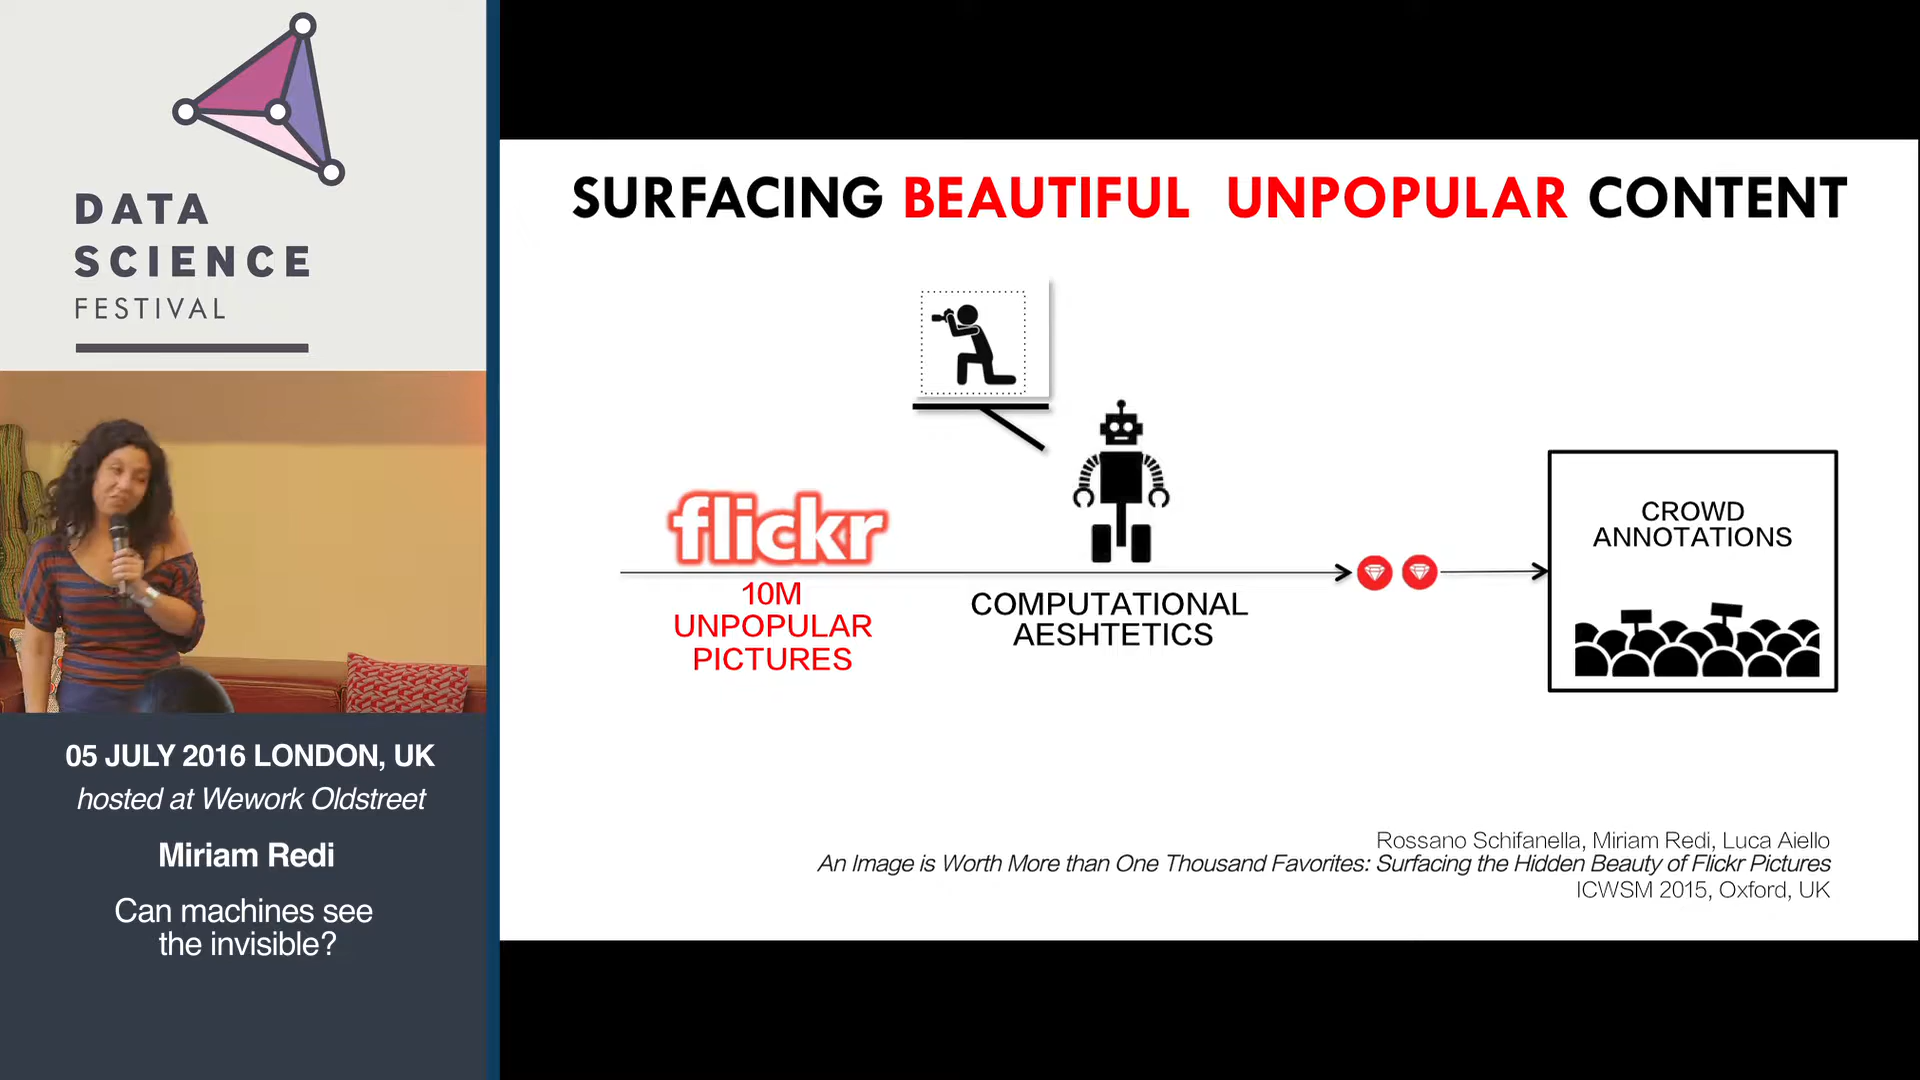 DATA
SCIENCE
FESTIVAL
05 JULY 2016 LONDON, UK
hosted at Wework Oldstreet
Miriam Redi
Can machines see
the invisible?
SURFACING BEAUTIFUL UNPOPULAR CONTENT
flickr
10M
UNPOPULAR
PICTURES
COMPUTATIONAL
AESHTETICS
CROWD
ANNOTATIONS
Rossano Schifanella, Miriam Redi, Luca Aiello
An Image is Worth More than One Thousand Favorites: Surfacing the Hidden Beauty of Flickr Pictures
ICWSM 2015, Oxford, UK